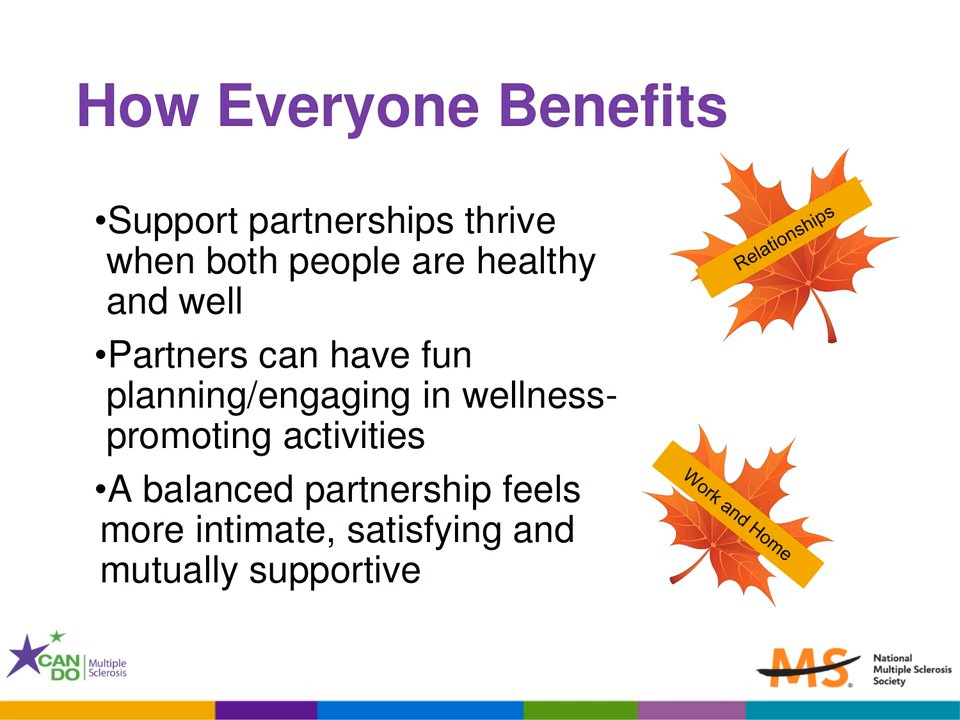 How Everyone Benefits
•Support partnerships thrive
when both people are healthy
and well
•Partners can have fun
planning/engaging in wellness-
promoting activities
•A balanced partnership feels
more intimate, satisfying and
mutually supportive
Relationships
Work and Home
CAN
DO
Multiple
Sclerosis
MS
®
National
Multiple Sclerosis
Society